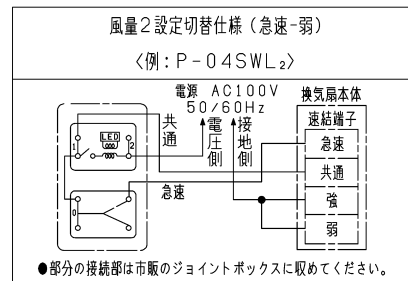 風量2設定切替仕様(急速-弱)
〈例:P-04SWL₂〉
電源 AC100V
50/60Hz
換気扇本体
速結端子
共通
電圧側
接地側
LED
1
2
急速
共通
強
弱
急速
0
●部分の接続部は市販のジョイントボックスに収めてください。